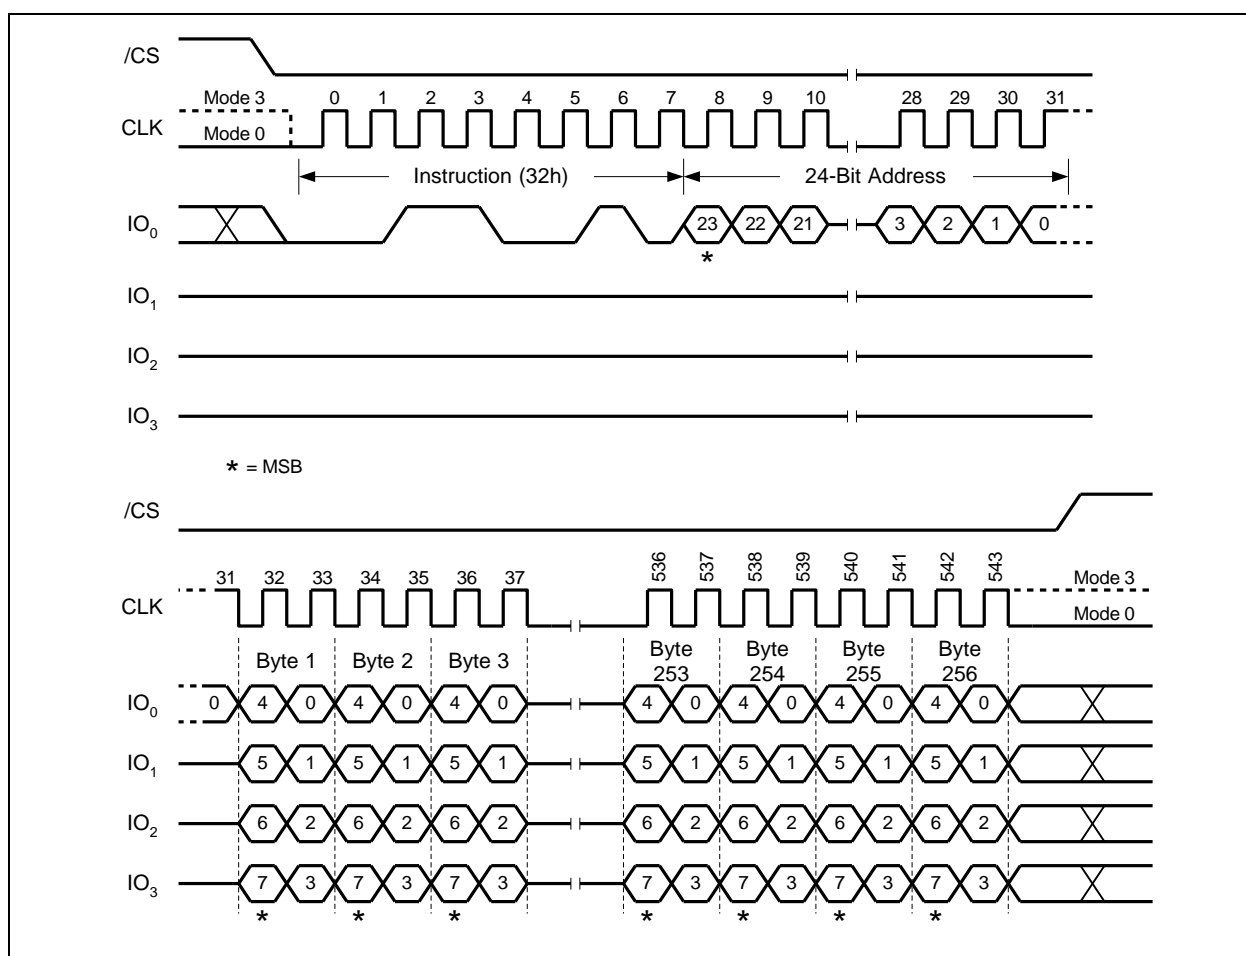 /CS
Mode 3 0 1 2 3 4 5 6 7 8 9 10 28 29 30 31
CLK
Mode 0
Instruction (32h) 24-Bit Address
IO0 23 22 21 3 2 1 0
*
IO1
IO2
IO3
* = MSB
/CS
31 32 33 34 35 36 37 536 537 538 539 540 541 542 543 Mode 3
CLK Mode 0
Byte 1 Byte 2 Byte 3 Byte 253 Byte 254 Byte 255 Byte 256
IO0 0 4 0 4 0 4 0 4 0 4 0 4 0 4 0
IO1 5 1 5 1 5 1 5 1 5 1 5 1 5 1
IO2 6 2 6 2 6 2 6 2 6 2 6 2 6 2
IO3 7 3 7 3 7 3 7 3 7 3 7 3 7 3
* * * * * * *